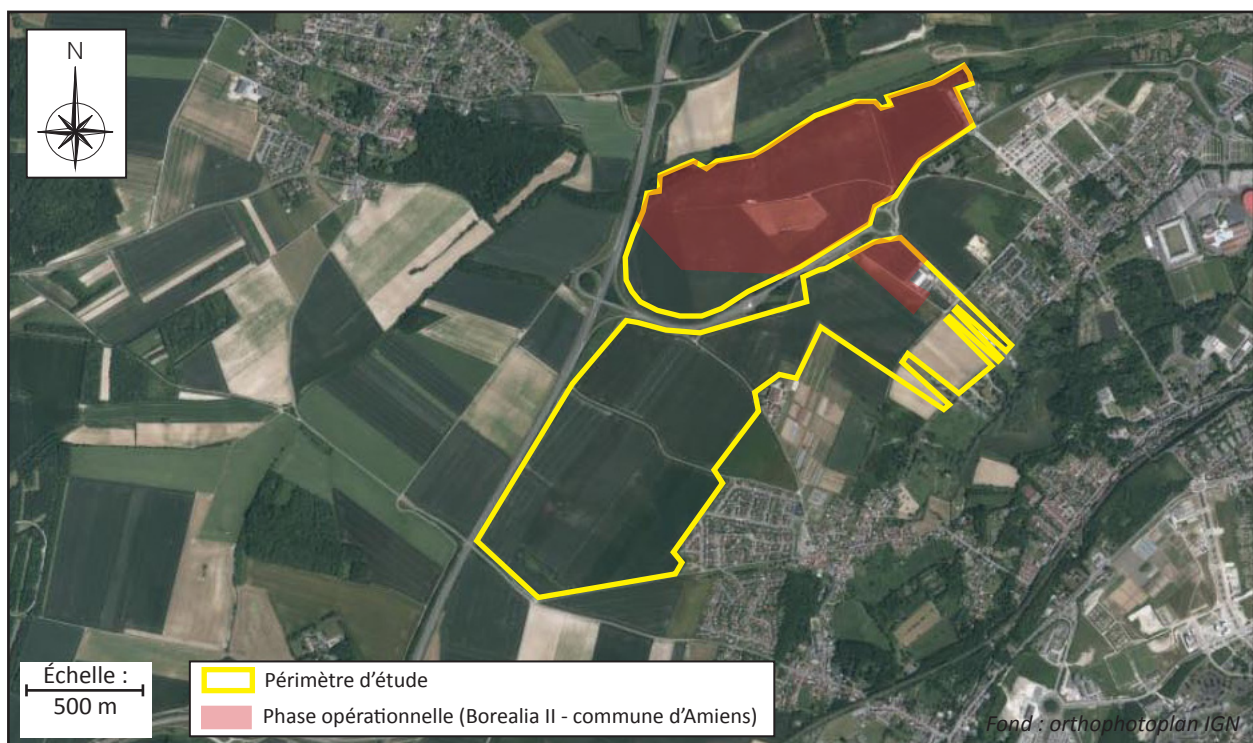 N
Échelle :
500 m
Périmètre d’étude
Phase opérationnelle (Borealia II - commune d’Amiens)
Fond : orthophotoplan IGN